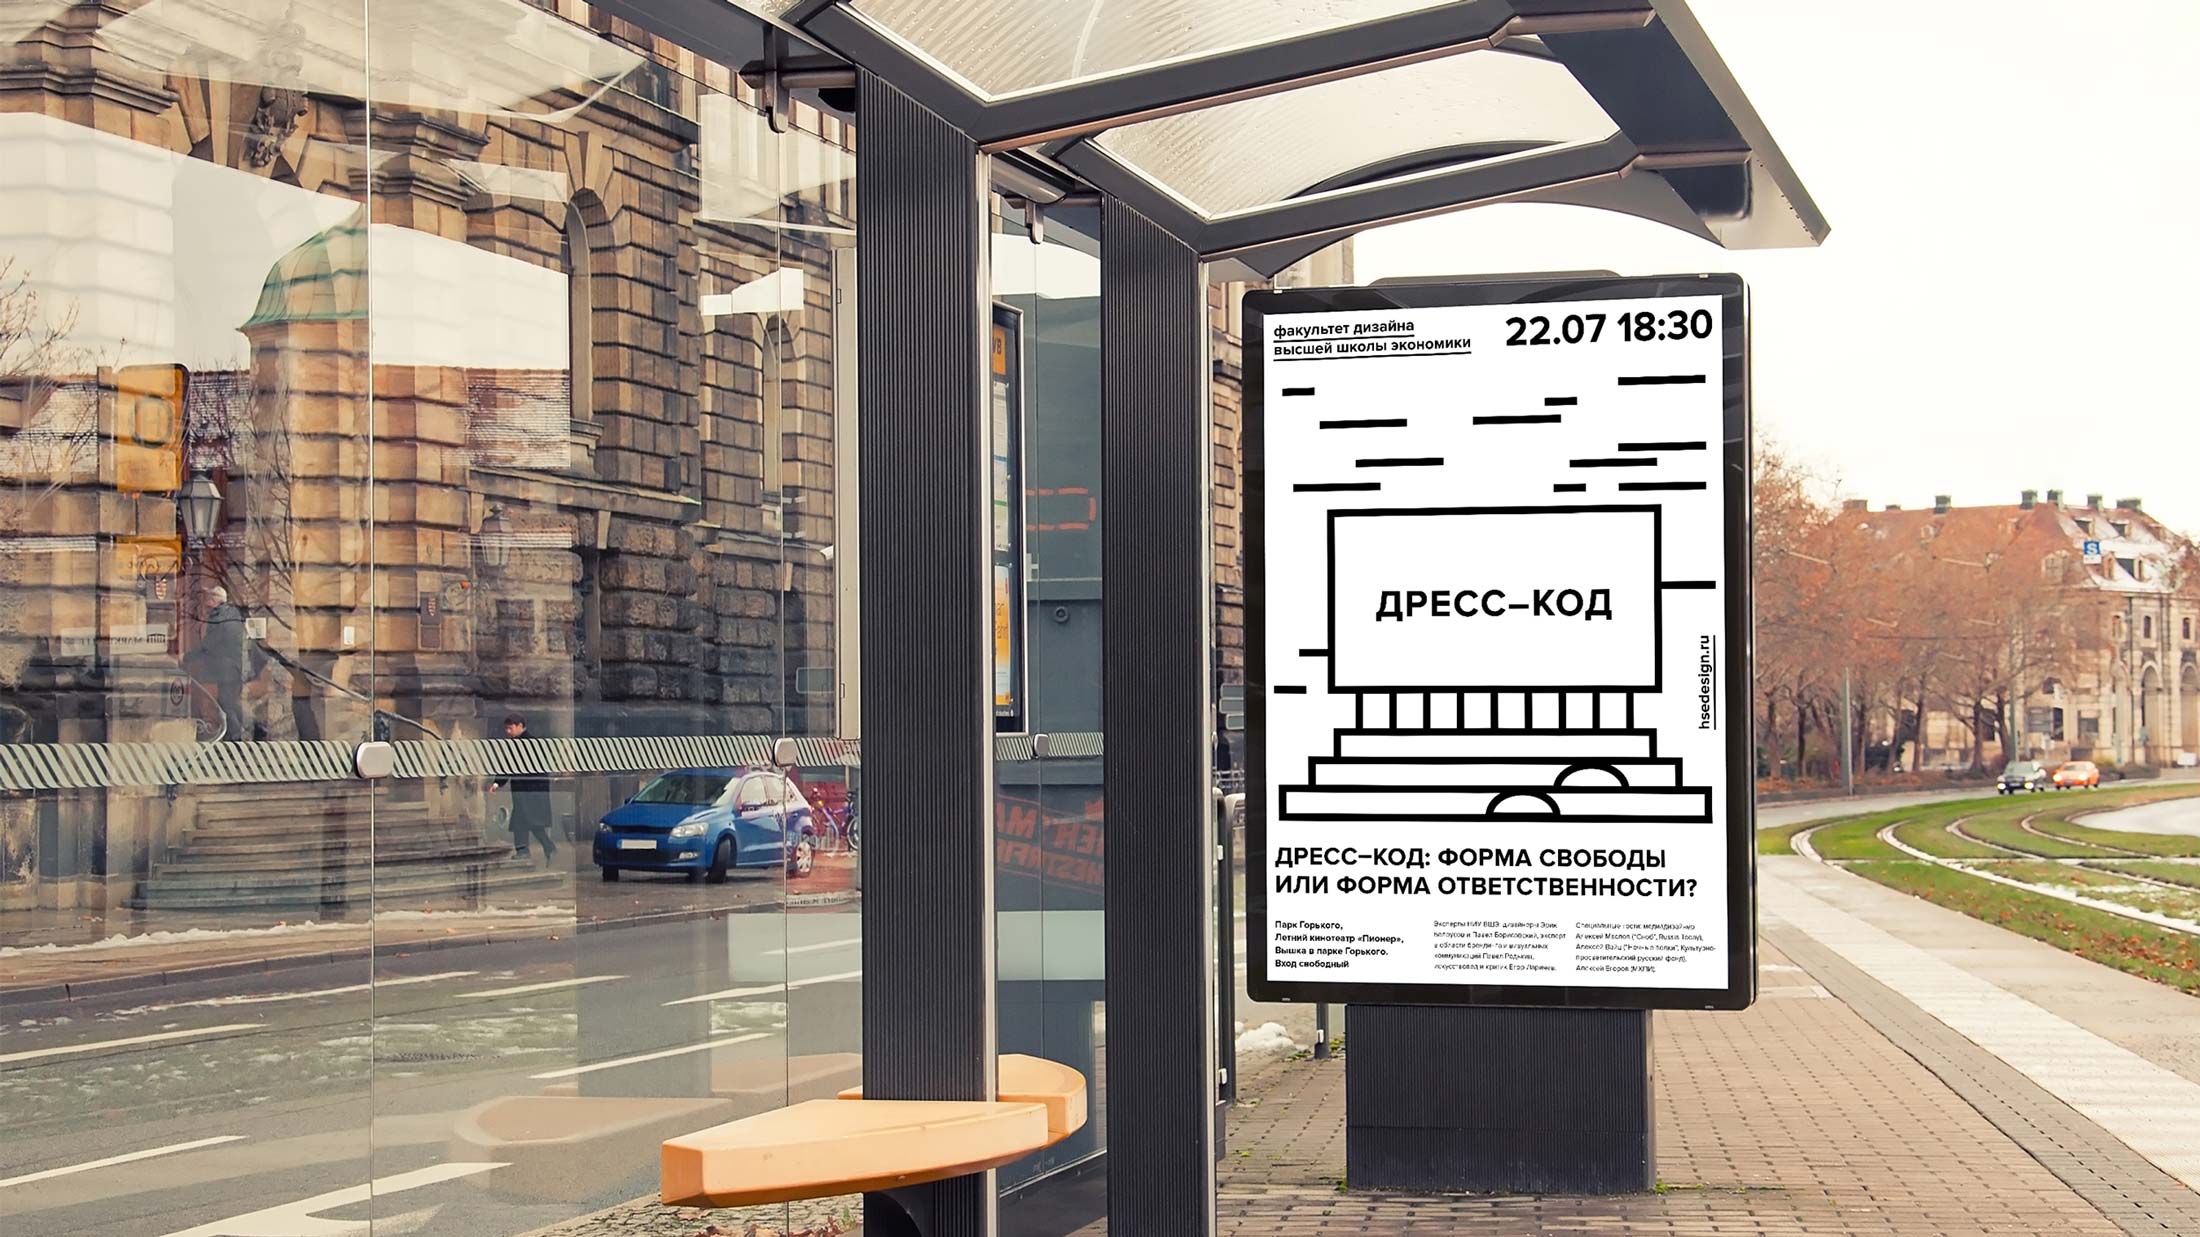 факультет дизайна
высшей школы экономики
22.07 18:30
ДРЕСС–КОД
hsedesign.ru
ДРЕСС–КОД: ФОРМА СВОБОДЫ
ИЛИ ФОРМА ОТВЕТСТВЕННОСТИ?
Парк Горького,
Летний кинотеатр «Пионер»,
Вышка в парке Горького.
Вход свободный
Эксперты НИУ ВШЭ: дизайнеры Эрик
Белоусов и Павел Борисовский, эксперт
в области брендинга и визуальных
коммуникаций Павел Родькин,
искусствовед и критик Егор Ларичев.
Специальные гости: медиадизайнер
Алексей Маслов ("Сноб", Russia Today),
Алексей Вайц ("Ночные волки", Культурно-
просветительский русский фонд),
Алексей Егоров (МХПИ).